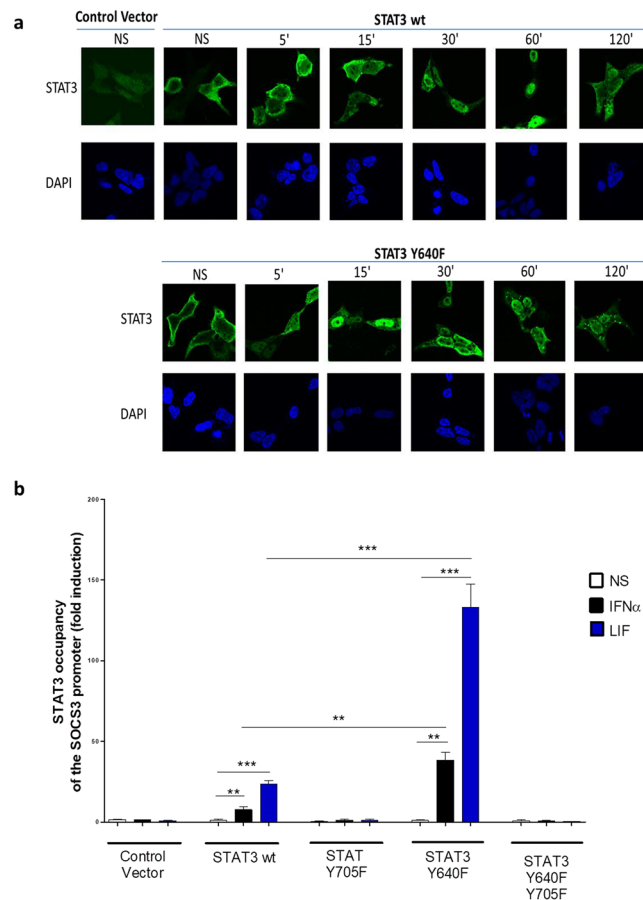 a
Control Vector
STAT3 wt
NS
NS
5'
15'
30'
60'
120'
STAT3
DAPI
STAT3 Y640F
NS
5'
15'
30'
60'
120'
STAT3
DAPI
b
STAT3 occupancy
of the SOCS3 promoter (fold induction)
200
150
100
50
0
***
***
**
***
**
**
NS
IFNα
LIF
Control
Vector
STAT3 wt
STAT
Y705F
STAT3
Y640F
STAT3
Y640F
Y705F